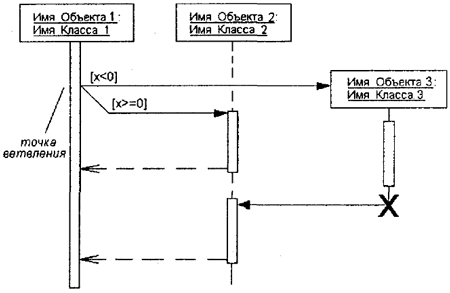 Имя Объекта 1:
Имя Класса 1
Имя Объекта 2:
Имя Класса 2
[x<0]
Имя Объекта 3:
Имя Класса 3
[x>=0]
точка
ветвления